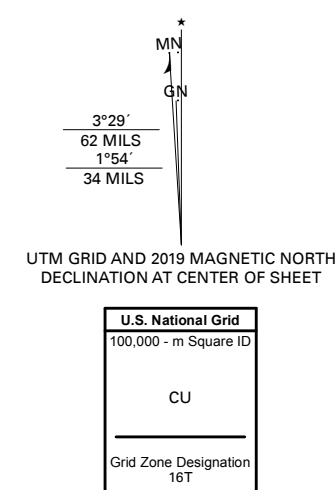 ★
MN
GN
3°29´
62 MILS
1°54´
34 MILS
UTM GRID AND 2019 MAGNETIC NORTH
DECLINATION AT CENTER OF SHEET
U.S. National Grid
100,000 - m Square ID
CU
Grid Zone Designation
16T